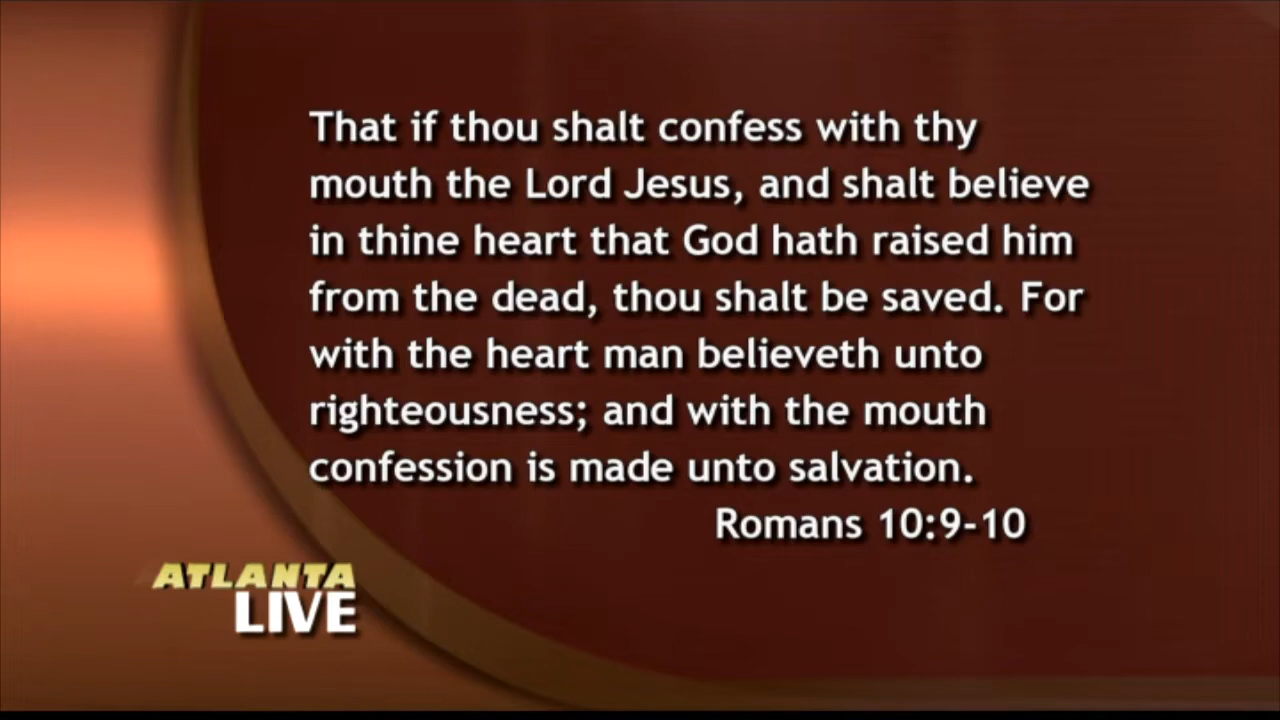 That if thou shalt confess with thy
mouth the Lord Jesus, and shalt believe
in thine heart that God hath raised him
from the dead, thou shalt be saved. For
with the heart man believeth unto
righteousness; and with the mouth
confession is made unto salvation.
Romans 10:9-10
ATLANTA
LIVE